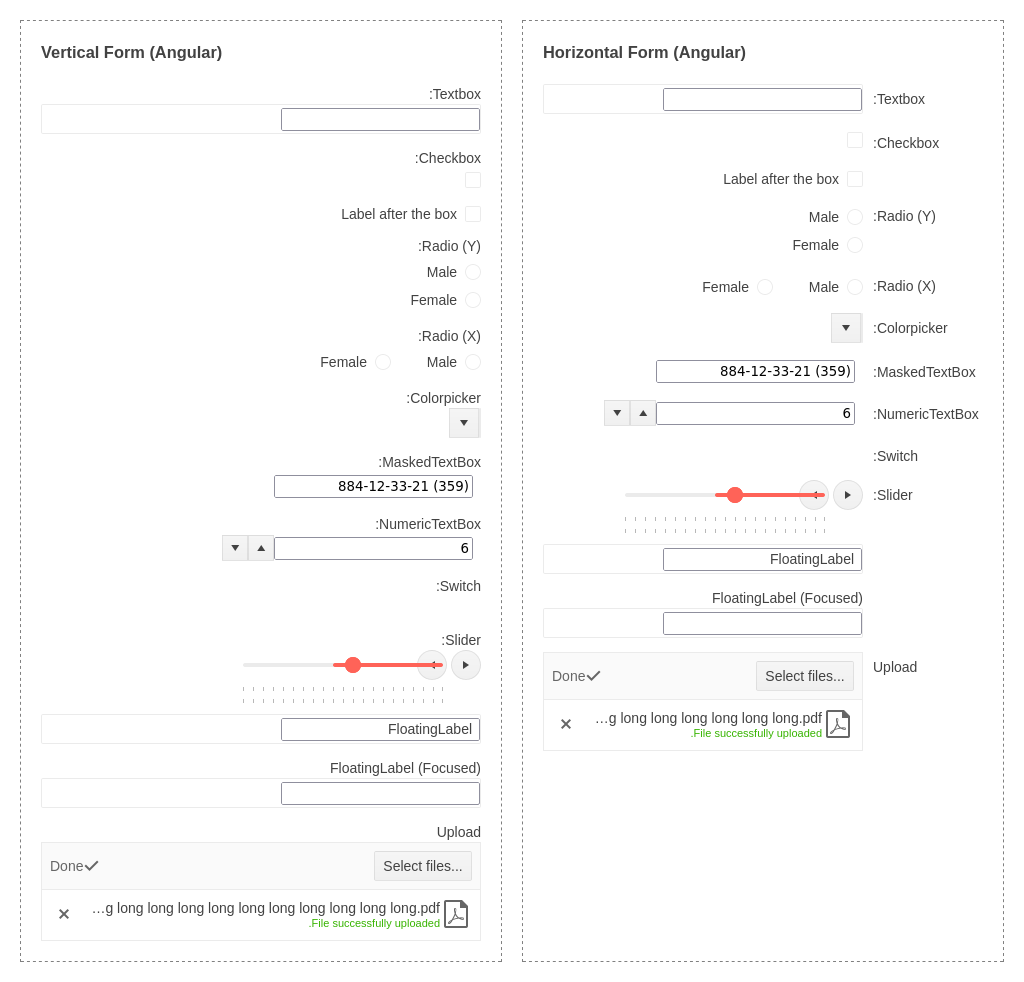 Vertical Form (Angular)
:Textbox
:Checkbox
Label after the box
:Radio (Y)
Male
Female
:Radio (X)
Female Male
:Colorpicker
:MaskedTextBox
884-12-33-21 (359)
:NumericTextBox
6
:Switch
:Slider
FloatingLabel
FloatingLabel (Focused)
Upload
Done Select files...
...g long long long long long long long long long long.pdf
.File successfully uploaded
Horizontal Form (Angular)
:Textbox
:Checkbox
Label after the box
Male :Radio (Y)
Female
Female Male :Radio (X)
:Colorpicker
884-12-33-21 (359) :MaskedTextBox
6 :NumericTextBox
:Switch
:Slider
FloatingLabel
FloatingLabel (Focused)
Done Select files... Upload
...g long long long long long long.pdf
.File successfully uploaded